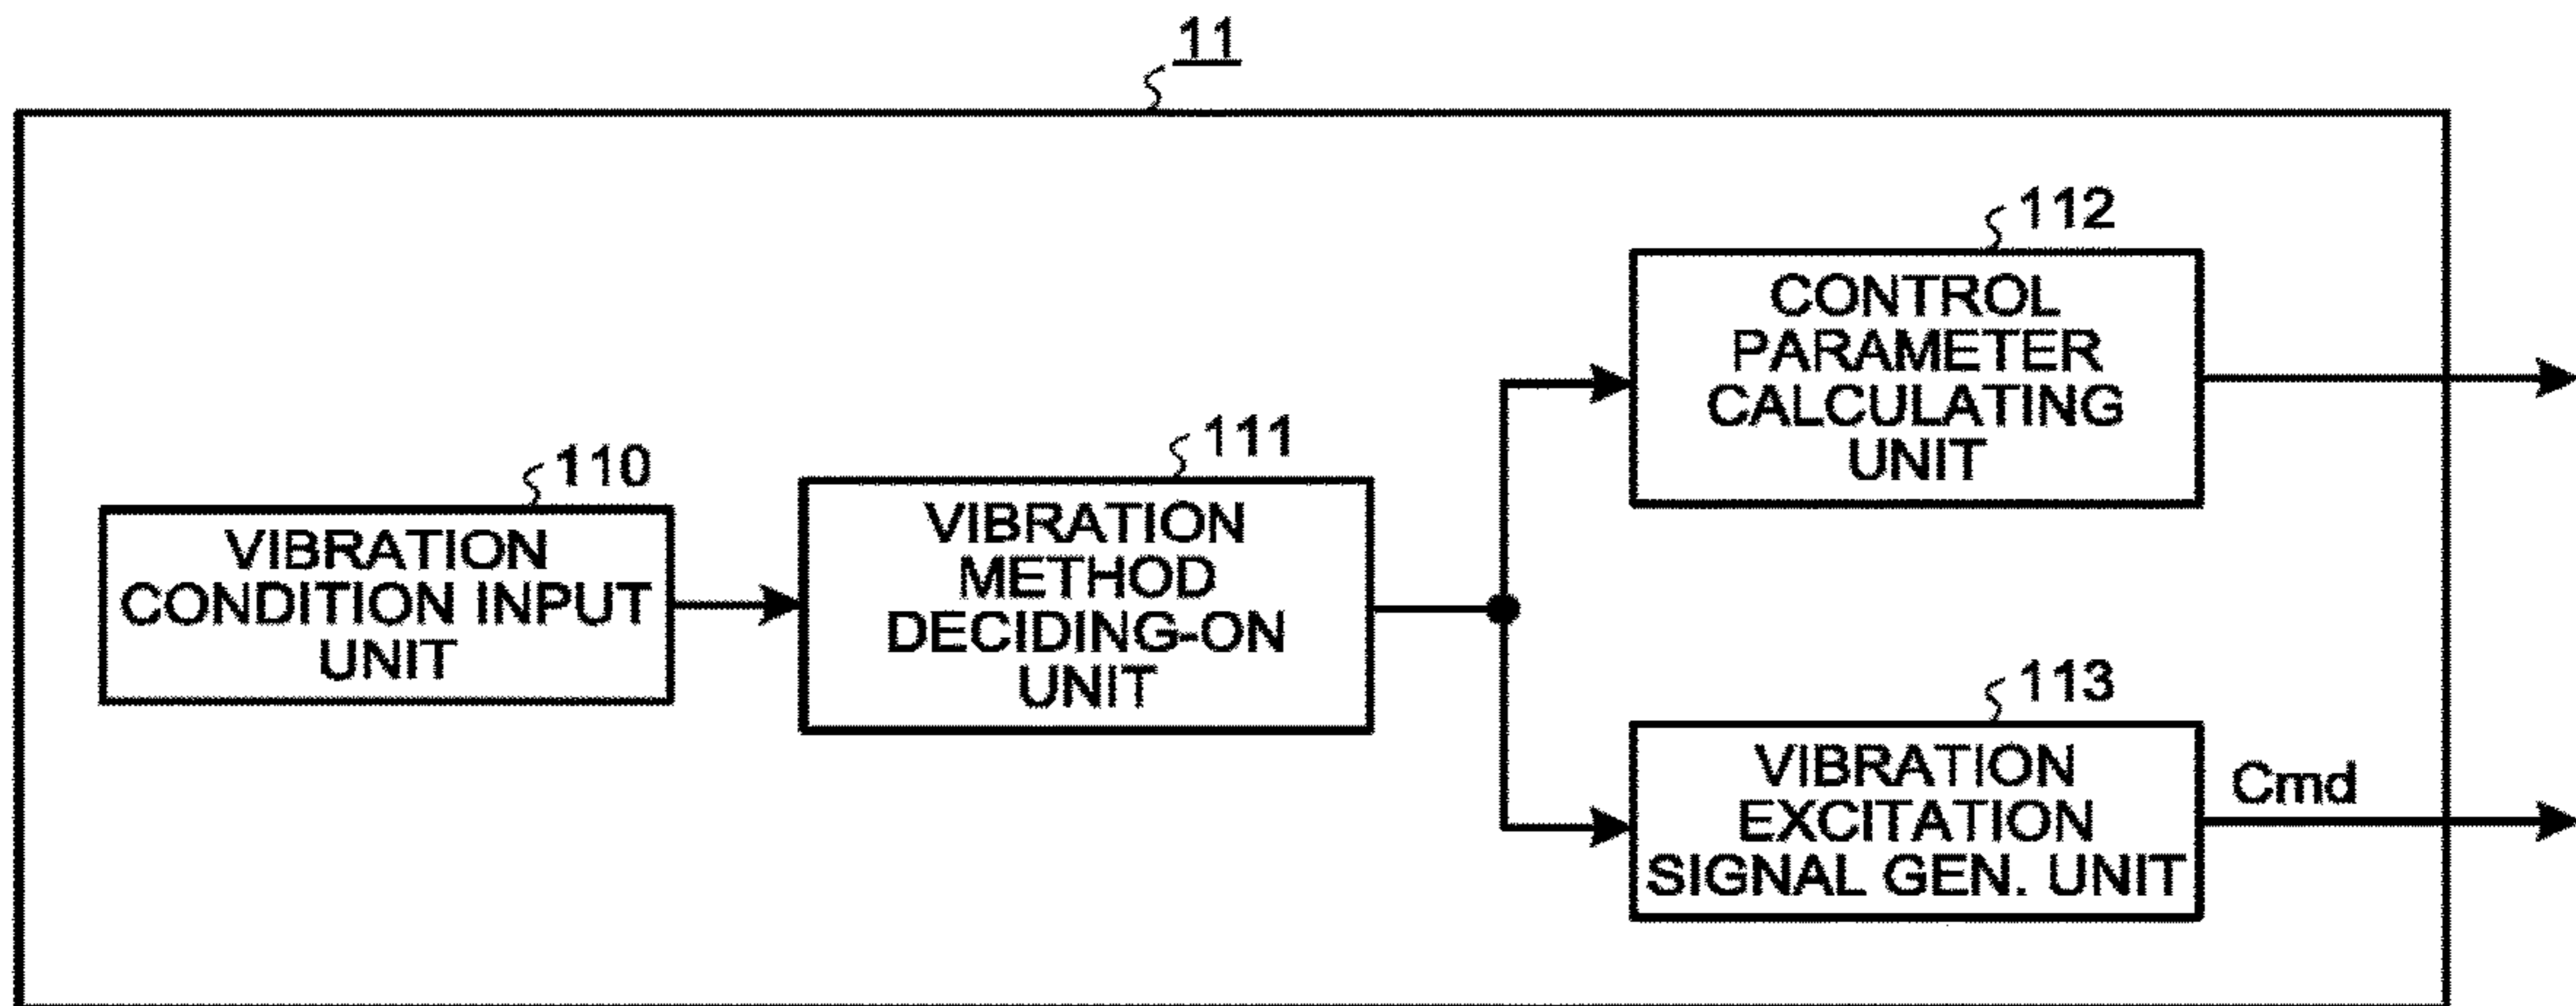 11
110
VIBRATION
CONDITION INPUT
UNIT
111
VIBRATION
METHOD
DECIDING-ON
UNIT
112
CONTROL
PARAMETER
CALCULATING
UNIT
113
VIBRATION
EXCITATION
SIGNAL GEN. UNIT
Cmd